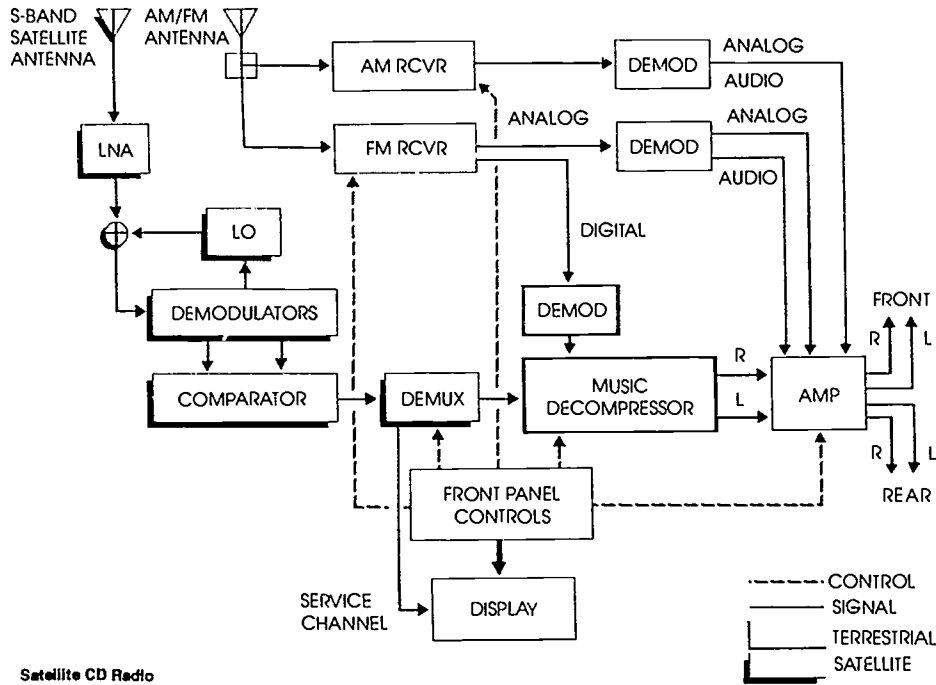 S-BAND
SATELLITE
ANTENNA
AM/FM
ANTENNA
AM RCVR
DEMOD
ANALOG
AUDIO
ANALOG
FM RCVR
DEMOD
ANALOG
AUDIO
LNA
LO
DIGITAL
DEMODULATORS
DEMOD
FRONT
R
L
COMPARATOR
DEMUX
MUSIC
DECOMPRESSOR
R
L
AMP
R
L
REAR
FRONT PANEL
CONTROLS
SERVICE
CHANNEL
DISPLAY
CONTROL
SIGNAL
TERRESTRIAL
SATELLITE
Satellite CD Radio